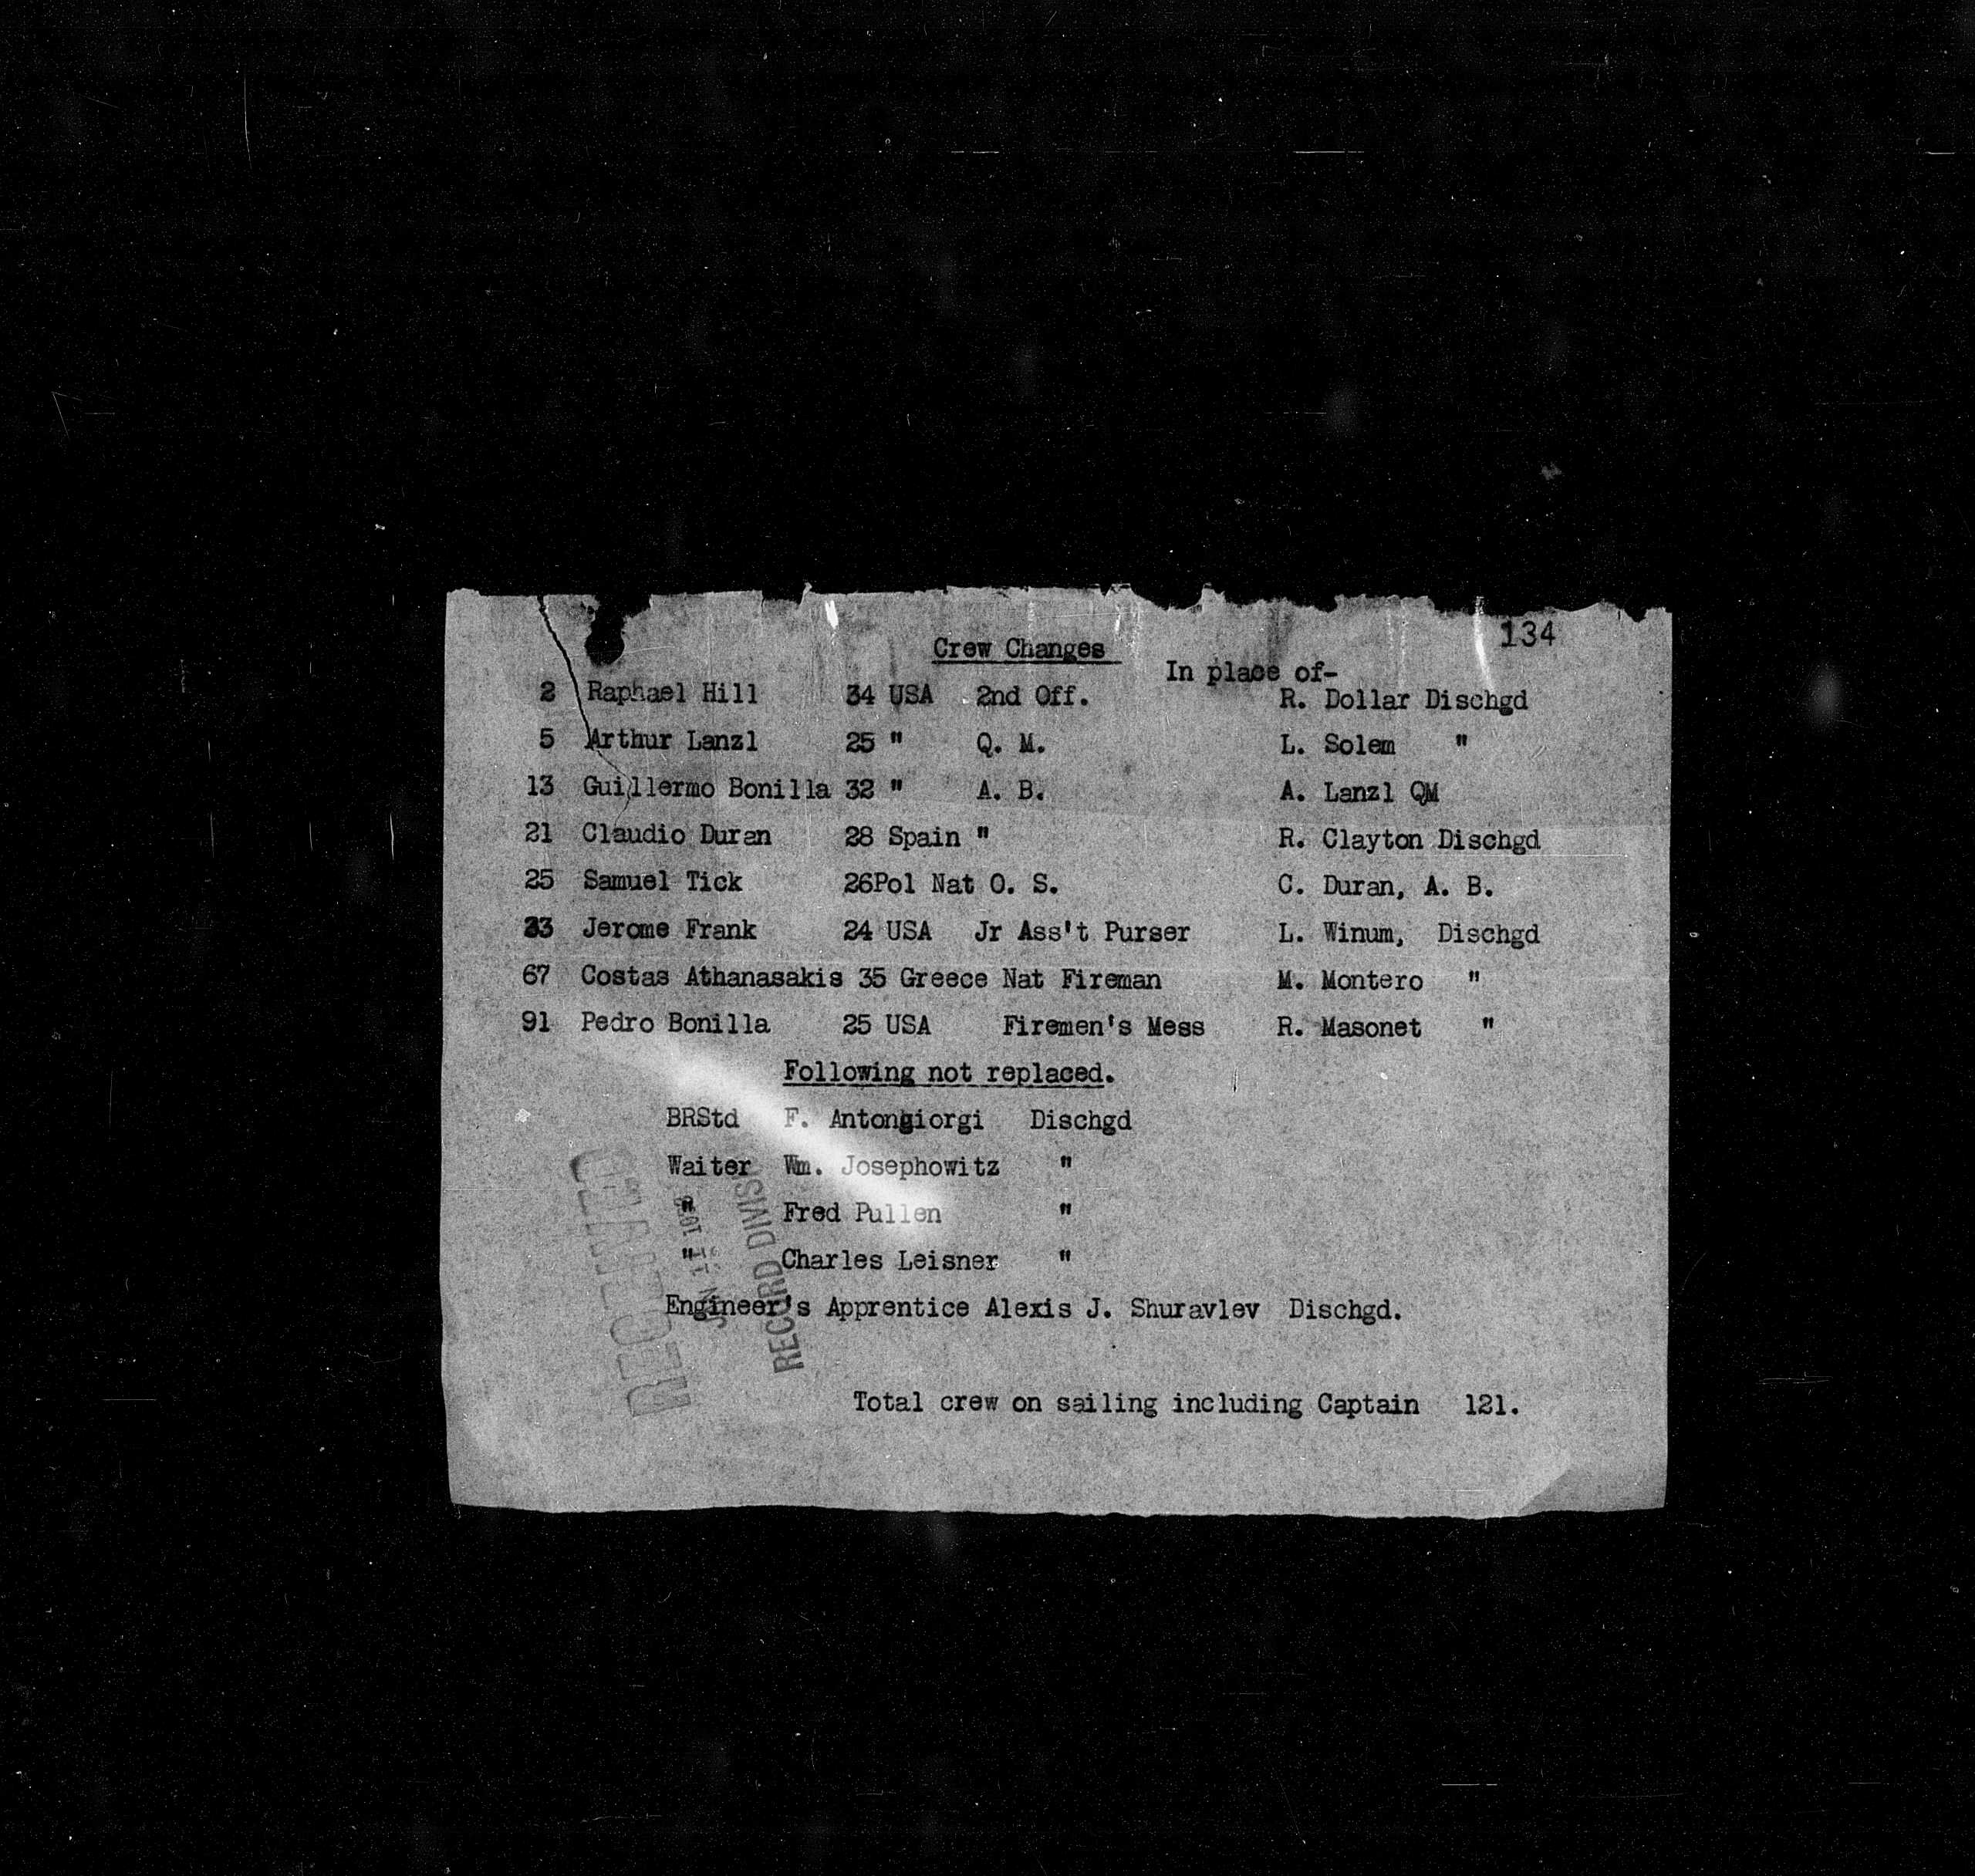 134
Crew Changes
In place of-
2 Raphael Hill 34 USA 2nd Off. R. Dollar Dischgd
5 Arthur Lanzl 25 " Q. M. L. Solem "
13 Guillermo Bonilla 32 " A. B. A. Lanzl QM
21 Claudio Duran 28 Spain " R. Clayton Dischgd
25 Samuel Tick 26Pol Nat O. S. C. Duran, A. B.
33 Jerome Frank 24 USA Jr Ass't Purser L. Winum, Dischgd
67 Costas Athanasakis 35 Greece Nat Fireman M. Montero "
91 Pedro Bonilla 25 USA Firemen's Mess R. Masonet "
Following not replaced.
BRStd F. Antongiorgi Dischgd
Waiter Wm. Josephowitz "
" Fred Pullen "
" Charles Leisner "
Engineer's Apprentice Alexis J. Shuravlev Dischgd.
Total crew on sailing including Captain 121.
RECEIVED
JAN 11
RECORD